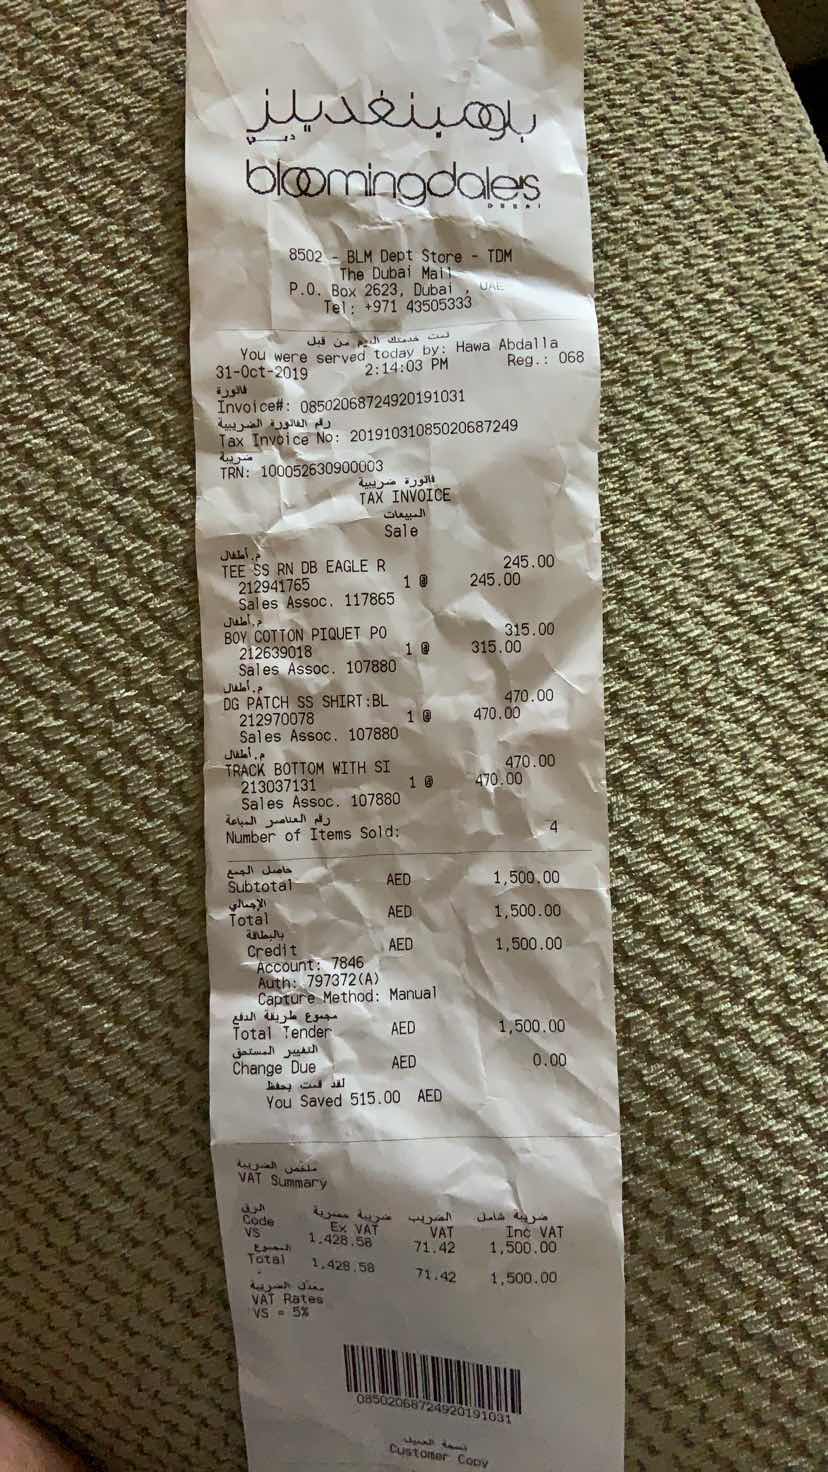 بلومينغديلز
دبي
bloomingdale's
DUBAI
8502 - BLM Dept Store - TDM
The Dubai Mall
P.O. Box 2623, Dubai , UAE
Tel: +971 43505333
تمت خدمتك اليوم من قبل
You were served today by: Hawa Abdalla
31-Oct-2019 2:14:03 PM Reg.: 068
فاتورة
Invoice#: 08502068724920191031
رقم الفاتورة الضريبية
Tax Invoice No: 20191031085020687249
ضريبة
TRN: 100052630900003
فاتورة ضريبية
TAX INVOICE
المبيعات
Sale
م.أطفال
TEE SS RN DB EAGLE R 245.00
212941765 1 @ 245.00
Sales Assoc. 117865
م.أطفال
BOY COTTON PIQUET PO 315.00
212639018 1 @ 315.00
Sales Assoc. 107880
م.أطفال
DG PATCH SS SHIRT:BL 470.00
212970078 1 @ 470.00
Sales Assoc. 107880
م.أطفال
TRACK BOTTOM WITH SI 470.00
213037131 1 @ 470.00
Sales Assoc. 107880
رقم العناصر المباعة
Number of Items Sold: 4
حاصل الجمع
Subtotal AED 1,500.00
الإجمالي
Total AED 1,500.00
بالبطاقة
Credit AED 1,500.00
Account: 7846
Auth: 797372(A)
Capture Method: Manual
مجموع طريقة الدفع
Total Tender AED 1,500.00
التغيير المستحق
Change Due AED 0.00
لقد قمت بحفظ
You Saved 515.00 AED
ملخص الضريبة
VAT Summary
ضريبة حصرية الضريب ضريبة شامل
Code Ex VAT VAT Inc VAT
VS 1,428.58 71.42 1,500.00
المجموع
Total 1,428.58 71.42 1,500.00
معدل الضريبة
VAT Rates
VS = 5%
08502068724920191031
نسخة العميل
Customer Copy